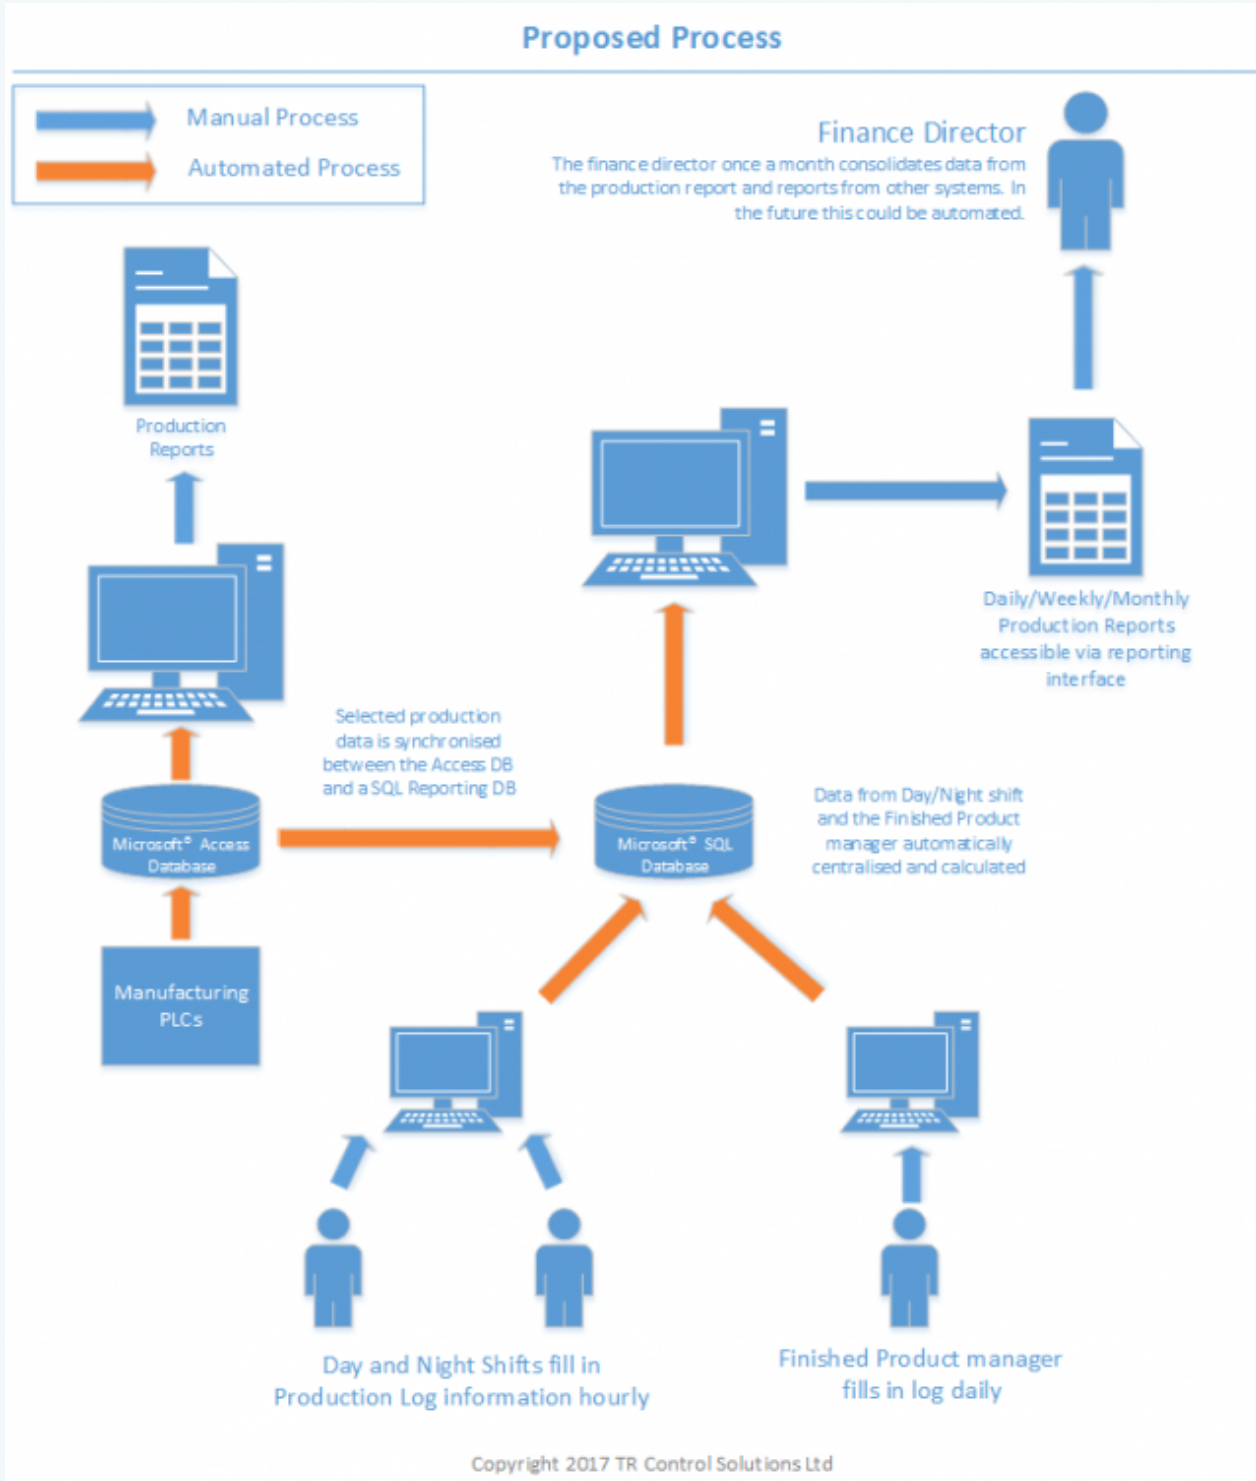 Proposed Process
Manual Process
Automated Process
Finance Director
The finance director once a month consolidates data from
the production report and reports from other systems. In
the future this could be automated.
Production
Reports
Daily/Weekly/Monthly
Production Reports
accessible via reporting
interface
Selected production
data is synchronised
between the Access DB
and a SQL Reporting DB
Microsoft® Access
Database
Microsoft® SQL
Database
Data from Day/Night shift
and the Finished Product
manager automatically
centralised and calculated
Manufacturing
PLCs
Day and Night Shifts fill in
Production Log information hourly
Finished Product manager
fills in log daily
Copyright 2017 TR Control Solutions Ltd